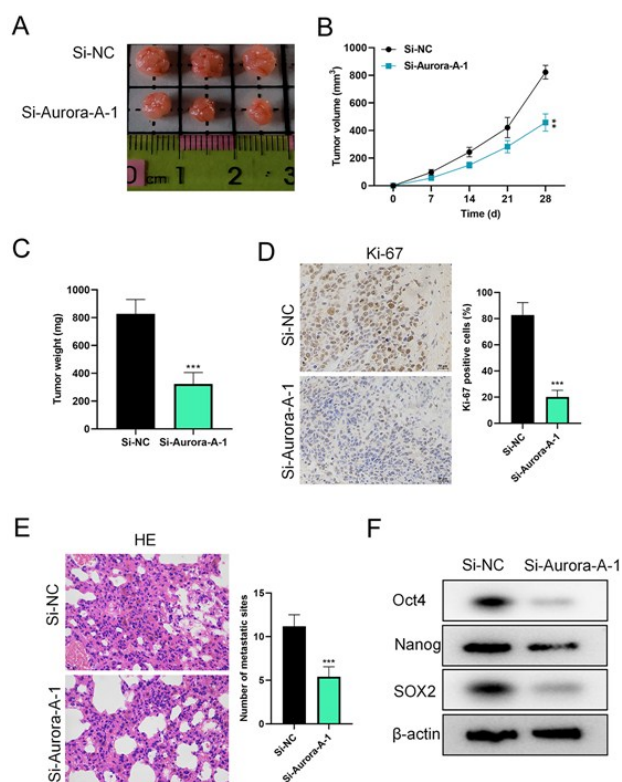 A
Si-NC
Si-Aurora-A-1
0 cm 1 2 3
B
Si-NC
Si-Aurora-A-1
Tumor volume (mm3)
1000
800
600
400
200
0
**
0 7 14 21 28
Time (d)
C
Tumor weight (mg)
1000
800
600
400
200
0
***
Si-NC Si-Aurora-A-1
D
Ki-67
Si-NC
Si-Aurora-A-1
Ki-67 positive cells (%)
100
80
60
40
20
0
***
Si-NC
Si-Aurora-A-1
E
HE
Si-NC
Si-Aurora-A-1
Number of metastatic sites
15
10
5
0
***
Si-NC
Si-Aurora-A-1
F
Si-NC Si-Aurora-A-1
Oct4
Nanog
SOX2
β-actin